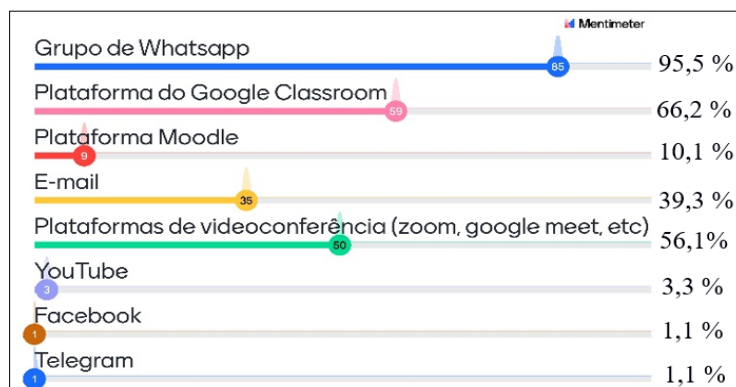 Mentimeter
Grupo de Whatsapp
85
95,5 %
Plataforma do Google Classroom
59
66,2 %
Plataforma Moodle
9
10,1 %
E-mail
35
39,3 %
Plataformas de videoconferência (zoom, google meet, etc)
50
56,1%
YouTube
3
3,3 %
Facebook
1
1,1 %
Telegram
1
1,1 %